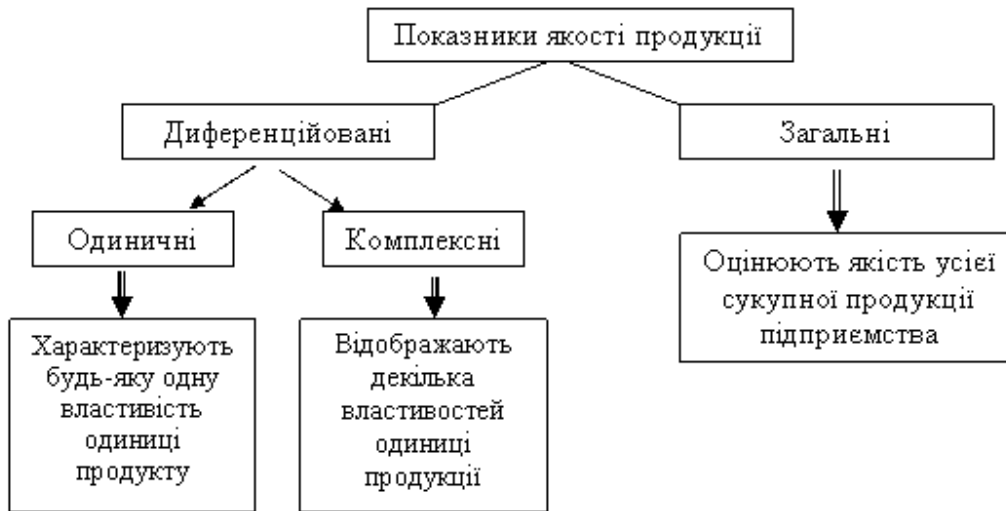 Показники якості продукції
Диференційовані
Загальні
Одиничні
Комплексні
Оцінюють якість усієї
сукупної продукції
підприємства
Характеризують
будь-яку одну
властивість
одиниці
продукту
Відображають
декілька
властивостей
одиниці
продукції